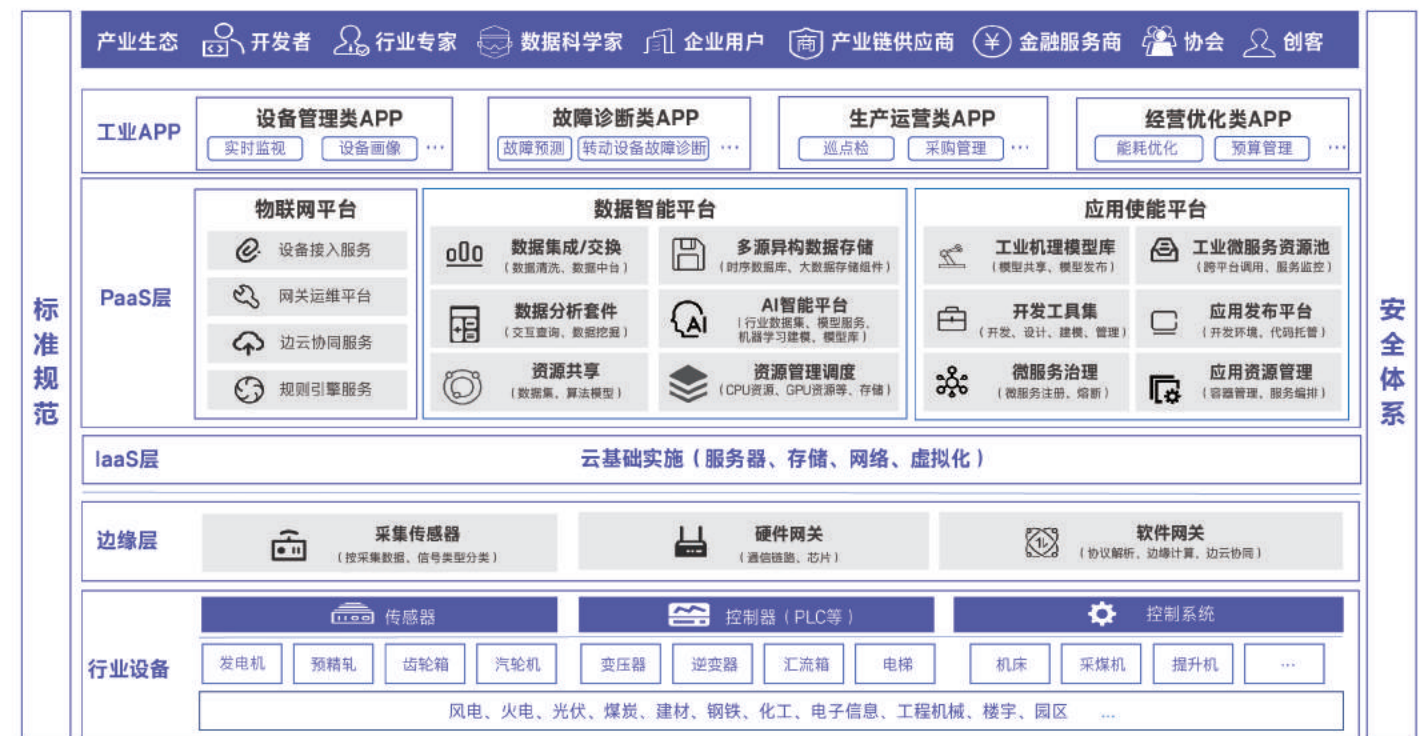 标准规范
产业生态 开发者 行业专家 数据科学家 企业用户 商 产业链供应商 ¥ 金融服务商 协会 创客
工业APP
设备管理类APP
实时监视 设备画像 ...
故障诊断类APP
故障预测 转动设备故障诊断 ...
生产运营类APP
巡点检 采购管理 ...
经营优化类APP
能耗优化 预算管理 ...
PaaS层
物联网平台
设备接入服务
网关运维平台
边云协同服务
规则引擎服务
数据智能平台
数据集成/交换
(数据清洗、数据中台)
多源异构数据存储
(时序数据库、大数据存储组件)
数据分析套件
(交互查询、数据挖掘)
AI
AI智能平台
(行业数据集、模型服务、
机器学习建模、模型库)
资源共享
(数据集、算法模型)
资源管理调度
(CPU资源、GPU资源等、存储)
应用使能平台
工业机理模型库
(模型共享、模型发布)
工业微服务资源池
(跨平台调用、服务监控)
开发工具集
(开发、设计、建模、管理)
应用发布平台
(开发环境、代码托管)
微服务治理
(微服务注册、熔断)
应用资源管理
(容器管理、服务编排)
IaaS层
云基础实施(服务器、存储、网络、虚拟化)
边缘层
采集传感器
(按采集数据、信号类型分类)
硬件网关
(通信链路、芯片)
软件网关
(协议解析、边缘计算、边云协同)
行业设备
传感器 控制器(PLC等) 控制系统
发电机 预精轧 齿轮箱 汽轮机 变压器 逆变器 汇流箱 电梯 机床 采煤机 提升机 ...
风电、火电、光伏、煤炭、建材、钢铁、化工、电子信息、工程机械、楼宇、园区 ...
安全体系